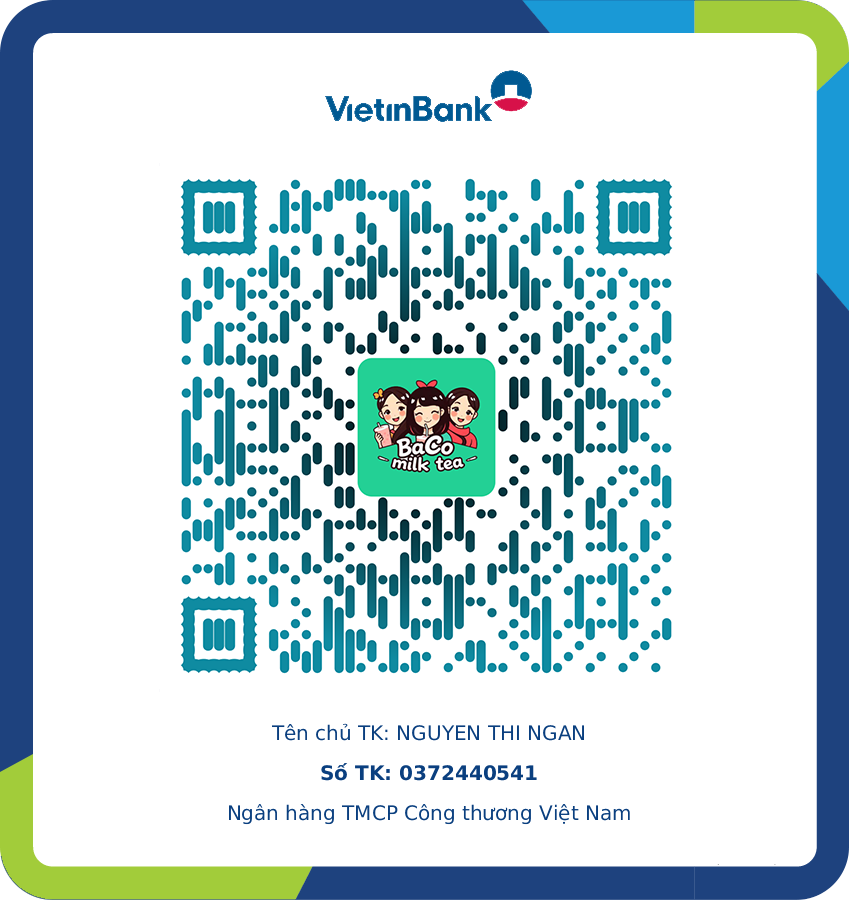 VietinBank
BaCo
milk tea
Tên chủ TK: NGUYEN THI NGAN
Số TK: 0372440541
Ngân hàng TMCP Công thương Việt Nam